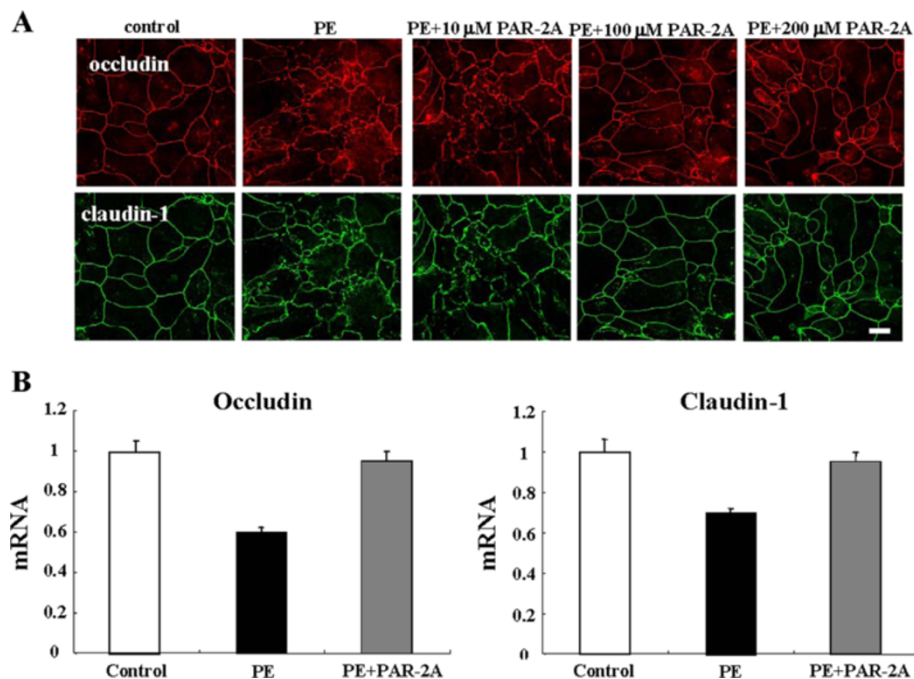 A
control PE PE+10 μM PAR-2A PE+100 μM PAR-2A PE+200 μM PAR-2A
occludin
claudin-1
B
Occludin
mRNA
1.2
1
0.8
0.6
0.4
0.2
0
Control PE PE+PAR-2A
Claudin-1
mRNA
1.2
1
0.8
0.6
0.4
0.2
0
Control PE PE+PAR-2A